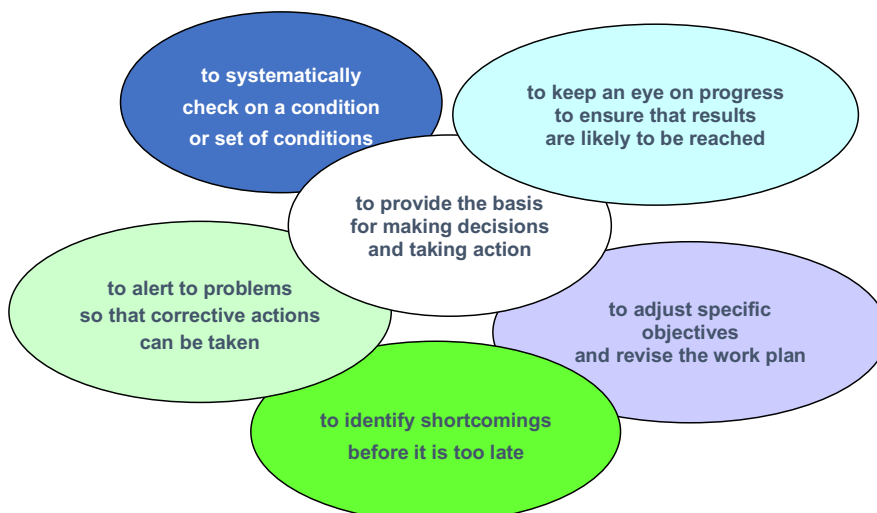 to systematically
check on a condition
or set of conditions
to keep an eye on progress
to ensure that results
are likely to be reached
to provide the basis
for making decisions
and taking action
to alert to problems
so that corrective actions
can be taken
to adjust specific
objectives
and revise the work plan
to identify shortcomings
before it is too late